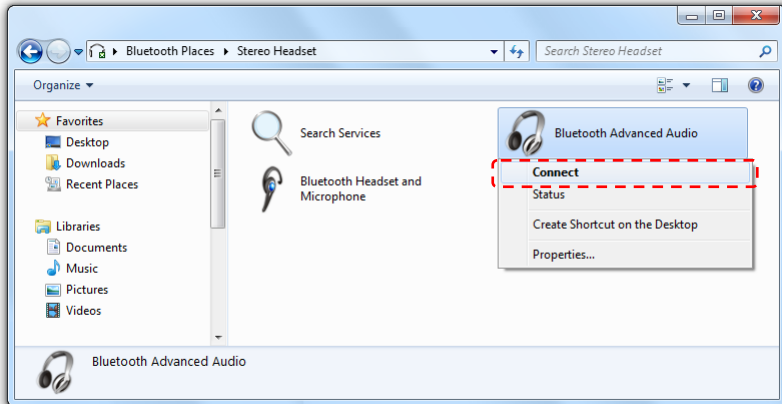 Bluetooth Places Stereo Headset
Search Stereo Headset
Organize
Favorites
Desktop
Downloads
Recent Places
Libraries
Documents
Music
Pictures
Videos
Search Services
Bluetooth Headset and
Microphone
Bluetooth Advanced Audio
Connect
Status
Create Shortcut on the Desktop
Properties...
Bluetooth Advanced Audio